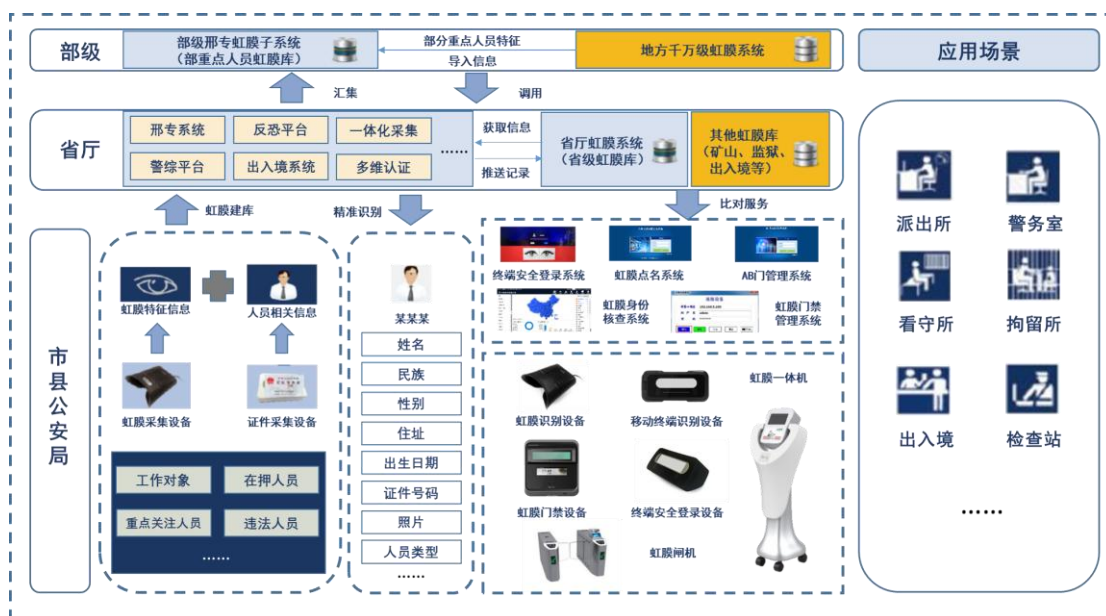 部级
部级邢专虹膜子系统
（部重点人员虹膜库）
部分重点人员特征
导入信息
地方千万级虹膜系统
应用场景
汇集
调用
省厅
邢专系统
反恐平台
一体化采集
警综平台
出入境系统
多维认证
……
获取信息
推送记录
省厅虹膜系统
（省级虹膜库）
其他虹膜库
（矿山、监狱、
出入境等）
虹膜建库
精准识别
比对服务
市县公安局
虹膜特征信息
人员相关信息
虹膜采集设备
证件采集设备
工作对象
在押人员
重点关注人员
违法人员
……
某某某
姓名
民族
性别
住址
出生日期
证件号码
照片
人员类型
……
终端安全登录系统
虹膜点名系统
AB门管理系统
虹膜身份
核查系统
虹膜门禁
管理系统
虹膜识别设备
移动终端识别设备
虹膜一体机
虹膜门禁设备
终端安全登录设备
虹膜闸机
派出所
警务室
看守所
拘留所
出入境
检查站
……